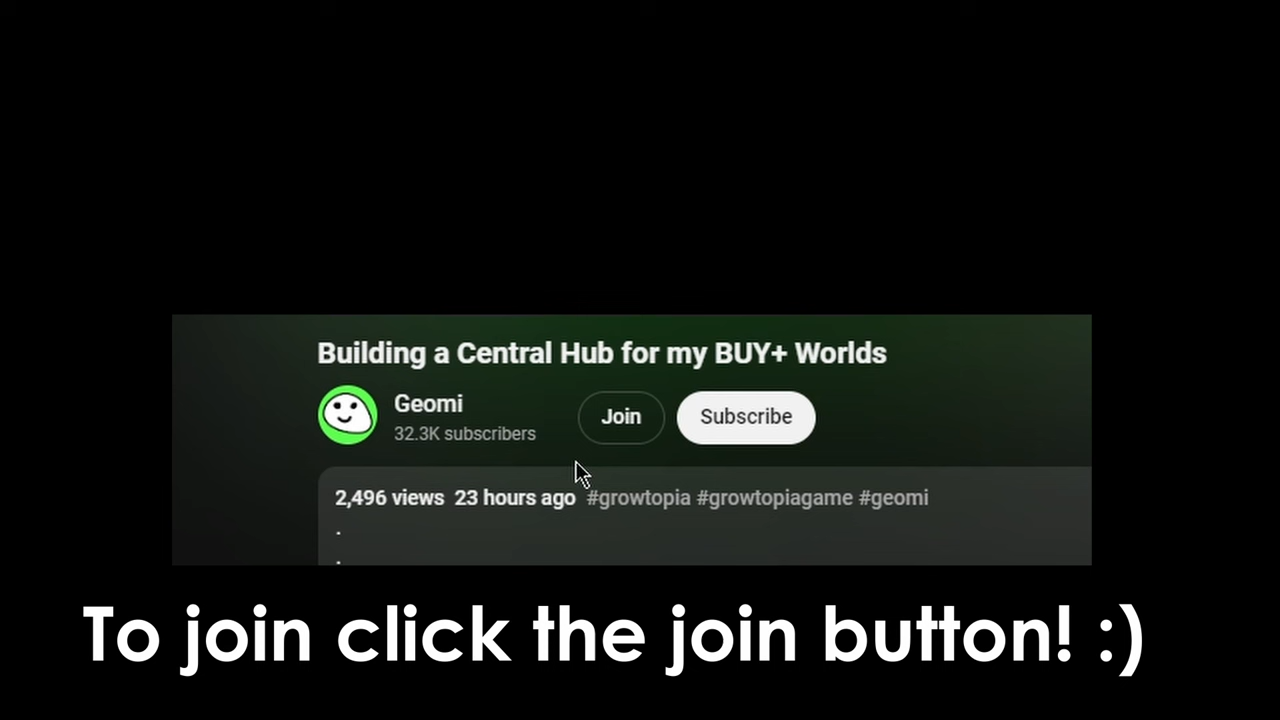 Building a Central Hub for my BUY+ Worlds
Geomi
32.3K subscribers
Join
Subscribe
2,496 views 23 hours ago #growtopia #growtopiagame #geomi
.
.
To join click the join button! :)